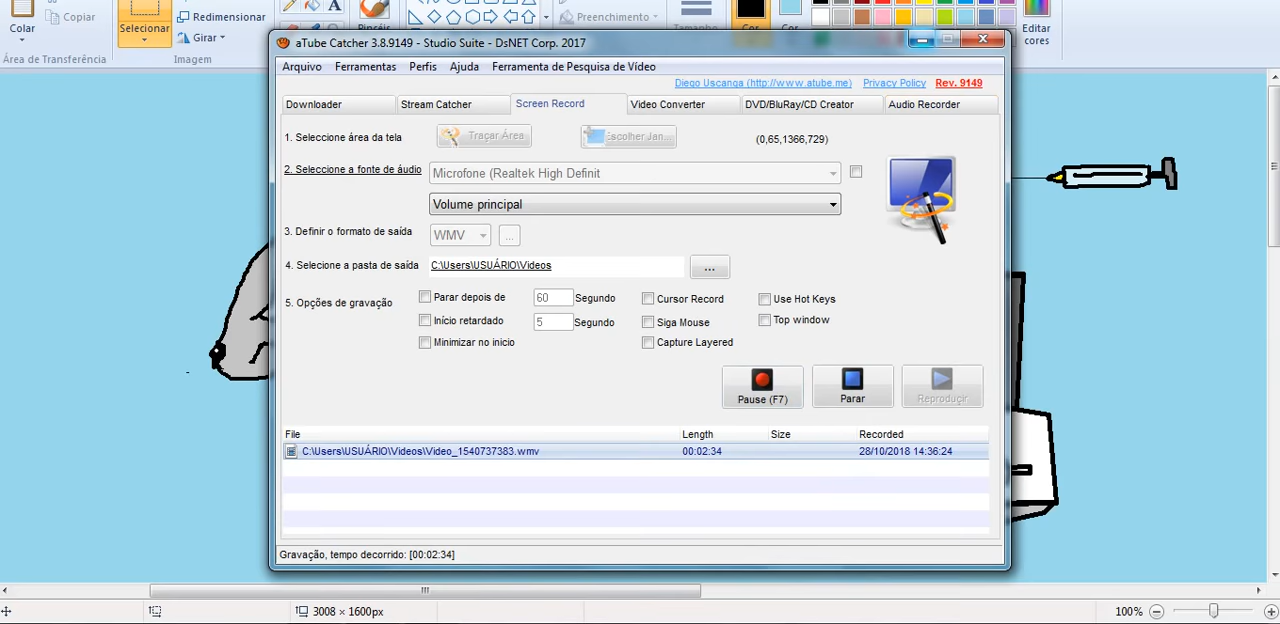 Colar
Copiar
Selecionar
Redimensionar
Girar
Área de Transferência
Imagem
A
Pincéis
Preenchimento
Tamanho
Cor
Cor
Editar
cores
aTube Catcher 3.8.9149 - Studio Suite - DsNET Corp. 2017
Arquivo Ferramentas Perfis Ajuda Ferramenta de Pesquisa de Vídeo
Diego Uscanga (http://www.atube.me) Privacy Policy Rev. 9149
Downloader Stream Catcher Screen Record Video Converter DVD/BluRay/CD Creator Audio Recorder
1. Seleccione área da tela Traçar Área Escolher Jan... (0,65,1366,729)
2. Seleccione a fonte de áudio Microfone (Realtek High Definit
Volume principal
3. Definir o formato de saída WMV ...
4. Selecione a pasta de saída C:\Users\USUÁRIO\Videos ...
5. Opções de gravação
Parar depois de 60 Segundo Cursor Record Use Hot Keys
Início retardado 5 Segundo Siga Mouse Top window
Minimizar no inicio Capture Layered
Pause (F7) Parar Reproduçir
File Length Size Recorded
C:\Users\USUÁRIO\Videos\Video_1540737383.wmv 00:02:34 28/10/2018 14:36:24
Gravação, tempo decorrido: [00:02:34]
3008 × 1600px 100%